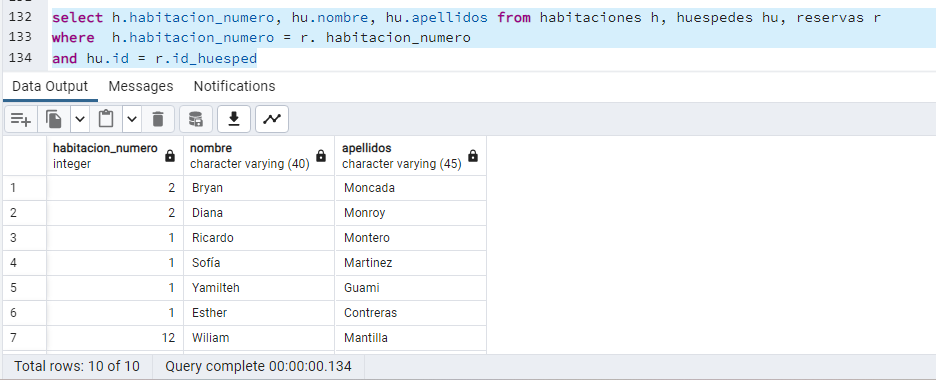 132 select h.habitacion_numero, hu.nombre, hu.apellidos from habitaciones h, huespedes hu, reservas r
133 where  h.habitacion_numero = r. habitacion_numero
134 and hu.id = r.id_huesped
Data Output Messages Notifications
habitacion_numero nombre apellidos
integer character varying (40) character varying (45)
1 2 Bryan Moncada
2 2 Diana Monroy
3 1 Ricardo Montero
4 1 Sofía Martinez
5 1 Yamilteh Guami
6 1 Esther Contreras
7 12 Wiliam Mantilla
Total rows: 10 of 10 Query complete 00:00:00.134